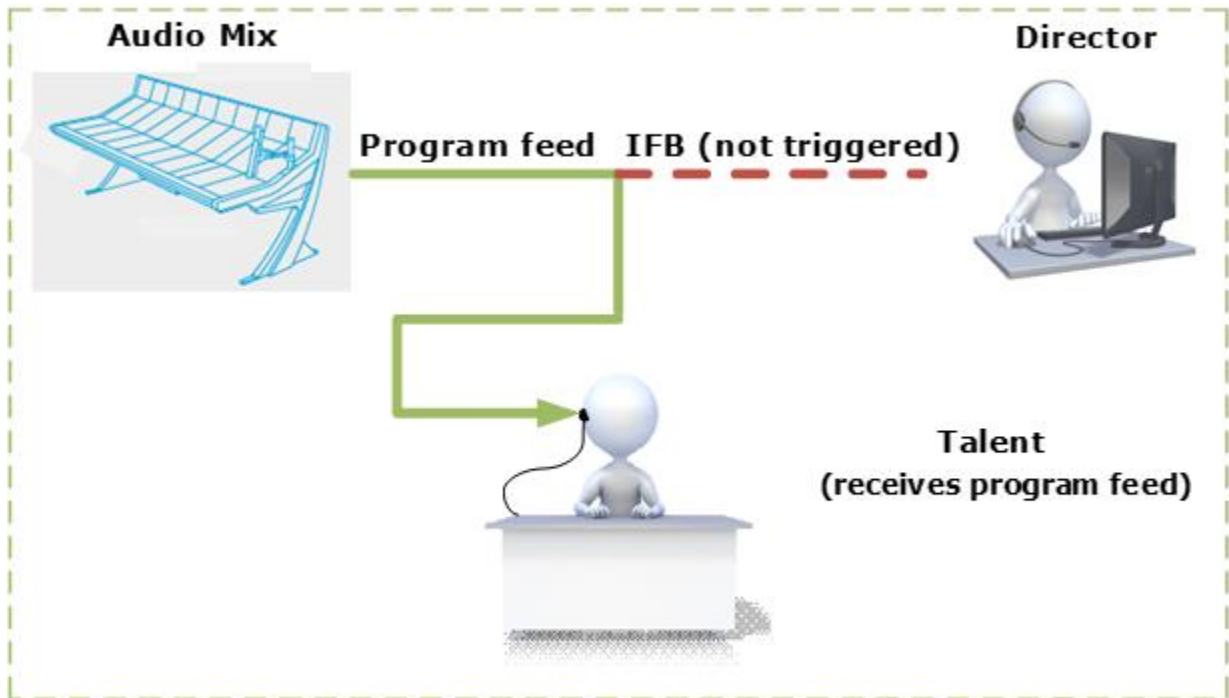 Audio Mix
Director
Program feed IFB (not triggered)
Talent
(receives program feed)